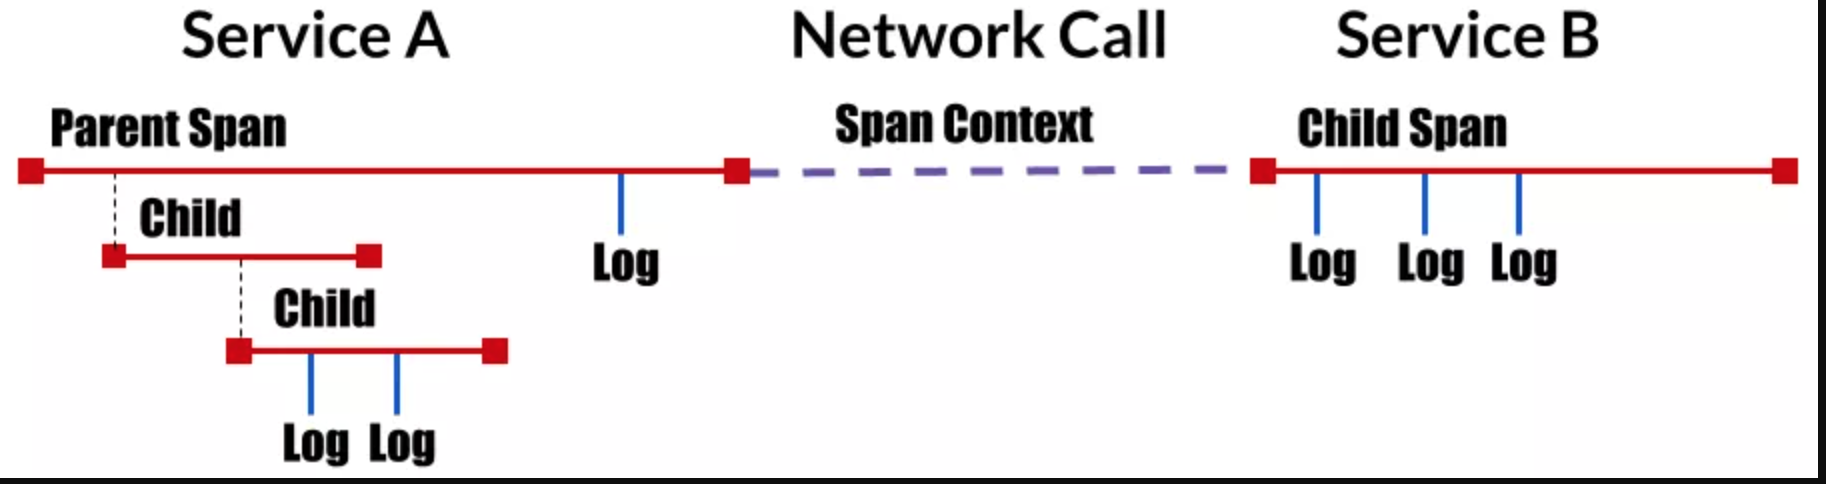 Service A
Network Call
Service B
Parent Span
Span Context
Child Span
Child
Log
Log
Log
Log
Child
Log
Log